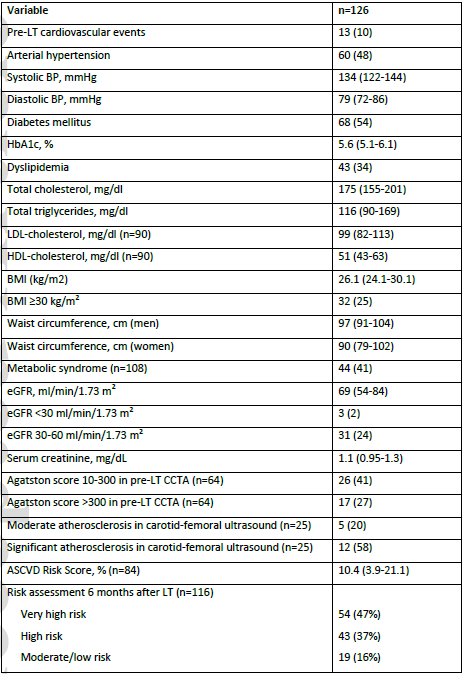 Variable n=126
Pre-LT cardiovascular events 13 (10)
Arterial hypertension 60 (48)
Systolic BP, mmHg 134 (122-144)
Diastolic BP, mmHg 79 (72-86)
Diabetes mellitus 68 (54)
HbA1c, % 5.6 (5.1-6.1)
Dyslipidemia 43 (34)
Total cholesterol, mg/dl 175 (155-201)
Total triglycerides, mg/dl 116 (90-169)
LDL-cholesterol, mg/dl (n=90) 99 (82-113)
HDL-cholesterol, mg/dl (n=90) 51 (43-63)
BMI (kg/m2) 26.1 (24.1-30.1)
BMI ≥30 kg/m² 32 (25)
Waist circumference, cm (men) 97 (91-104)
Waist circumference, cm (women) 90 (79-102)
Metabolic syndrome (n=108) 44 (41)
eGFR, ml/min/1.73 m² 69 (54-84)
eGFR <30 ml/min/1.73 m² 3 (2)
eGFR 30-60 ml/min/1.73 m² 31 (24)
Serum creatinine, mg/dL 1.1 (0.95-1.3)
Agatston score 10-300 in pre-LT CCTA (n=64) 26 (41)
Agatston score >300 in pre-LT CCTA (n=64) 17 (27)
Moderate atherosclerosis in carotid-femoral ultrasound (n=25) 5 (20)
Significant atherosclerosis in carotid-femoral ultrasound (n=25) 12 (58)
ASCVD Risk Score, % (n=84) 10.4 (3.9-21.1)
Risk assessment 6 months after LT (n=116)
Very high risk 54 (47%)
High risk 43 (37%)
Moderate/low risk 19 (16%)